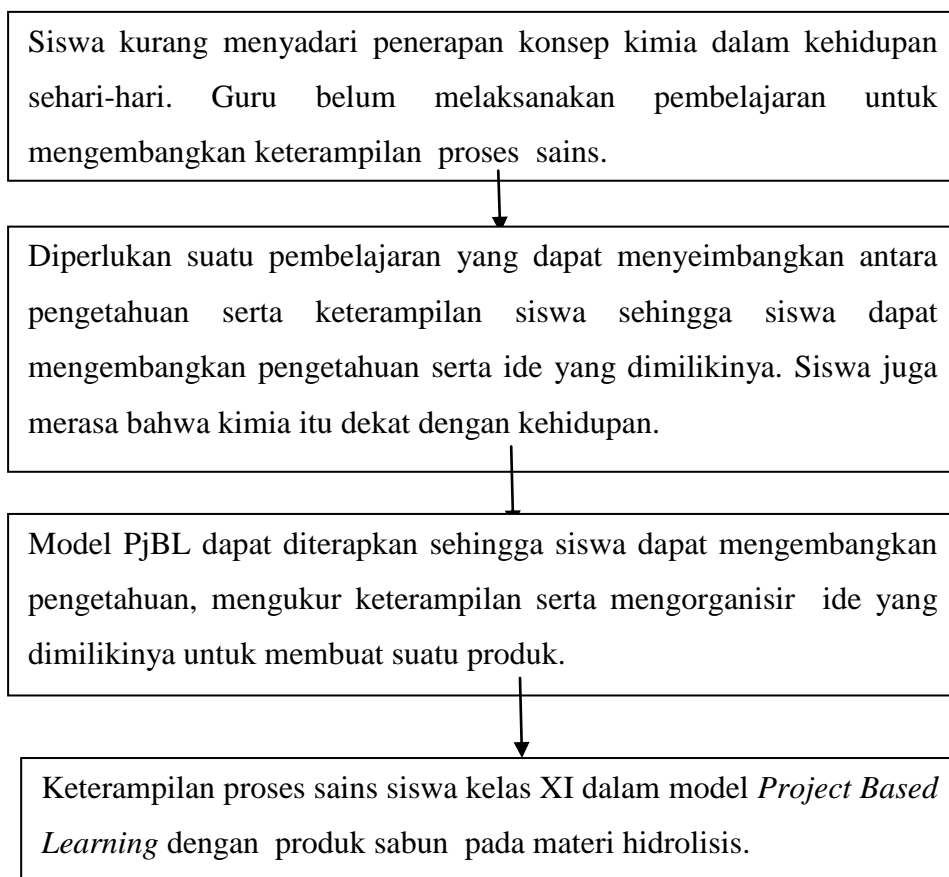 Siswa kurang menyadari penerapan konsep kimia dalam kehidupan
sehari-hari. Guru belum melaksanakan pembelajaran untuk
mengembangkan keterampilan proses sains.
Diperlukan suatu pembelajaran yang dapat menyeimbangkan antara
pengetahuan serta keterampilan siswa sehingga siswa dapat
mengembangkan pengetahuan serta ide yang dimilikinya. Siswa juga
merasa bahwa kimia itu dekat dengan kehidupan.
Model PjBL dapat diterapkan sehingga siswa dapat mengembangkan
pengetahuan, mengukur keterampilan serta mengorganisir ide yang
dimilikinya untuk membuat suatu produk.
Keterampilan proses sains siswa kelas XI dalam model Project Based
Learning dengan produk sabun pada materi hidrolisis.